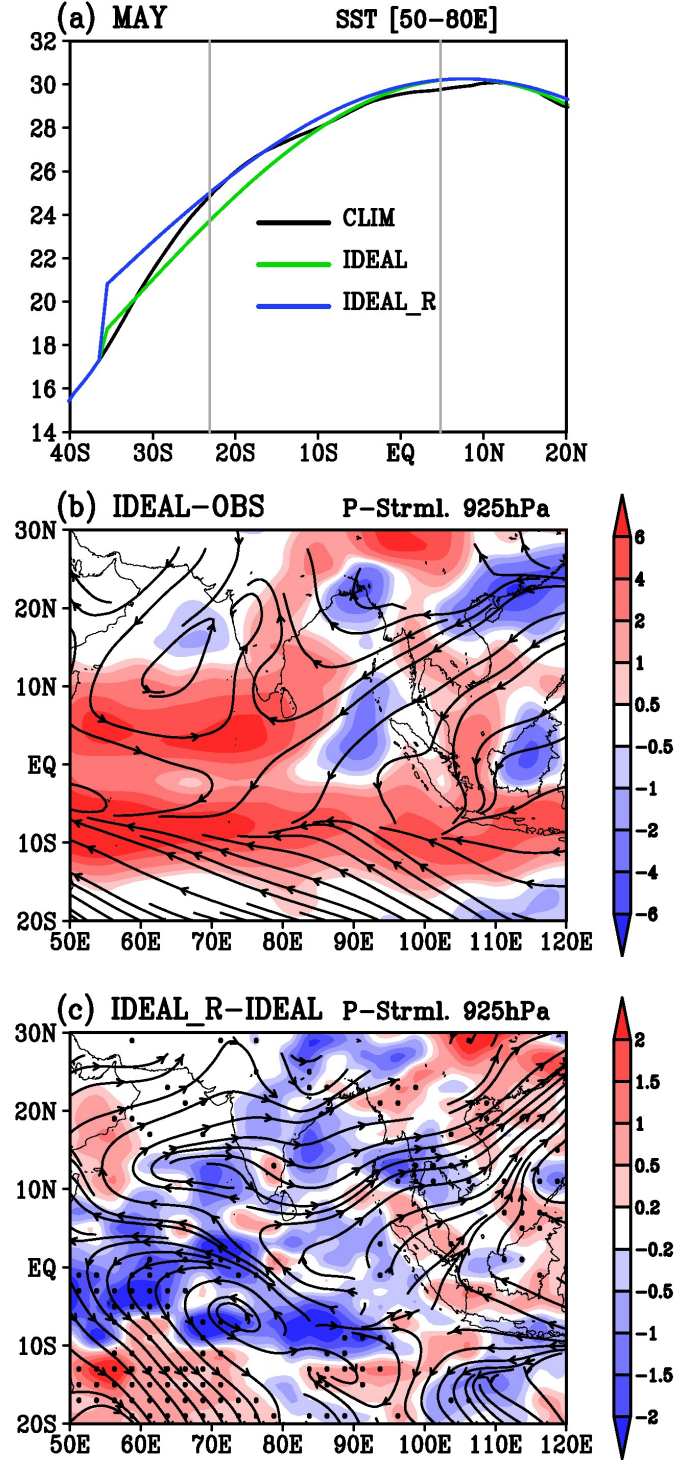 (a) MAY SST [50-80E]
32
30
28
26
24
22
20
18
16
14
CLIM
IDEAL
IDEAL_R
40S 30S 20S 10S EQ 10N 20N
(b) IDEAL-OBS P-Strml. 925hPa
30N
20N
10N
EQ
10S
20S
50E 60E 70E 80E 90E 100E 110E 120E
6
4
2
1
0.5
-0.5
-1
-2
-4
-6
(c) IDEAL_R-IDEAL P-Strml. 925hPa
30N
20N
10N
EQ
10S
20S
50E 60E 70E 80E 90E 100E 110E 120E
2
1.5
1
0.5
0.2
-0.2
-0.5
-1
-1.5
-2